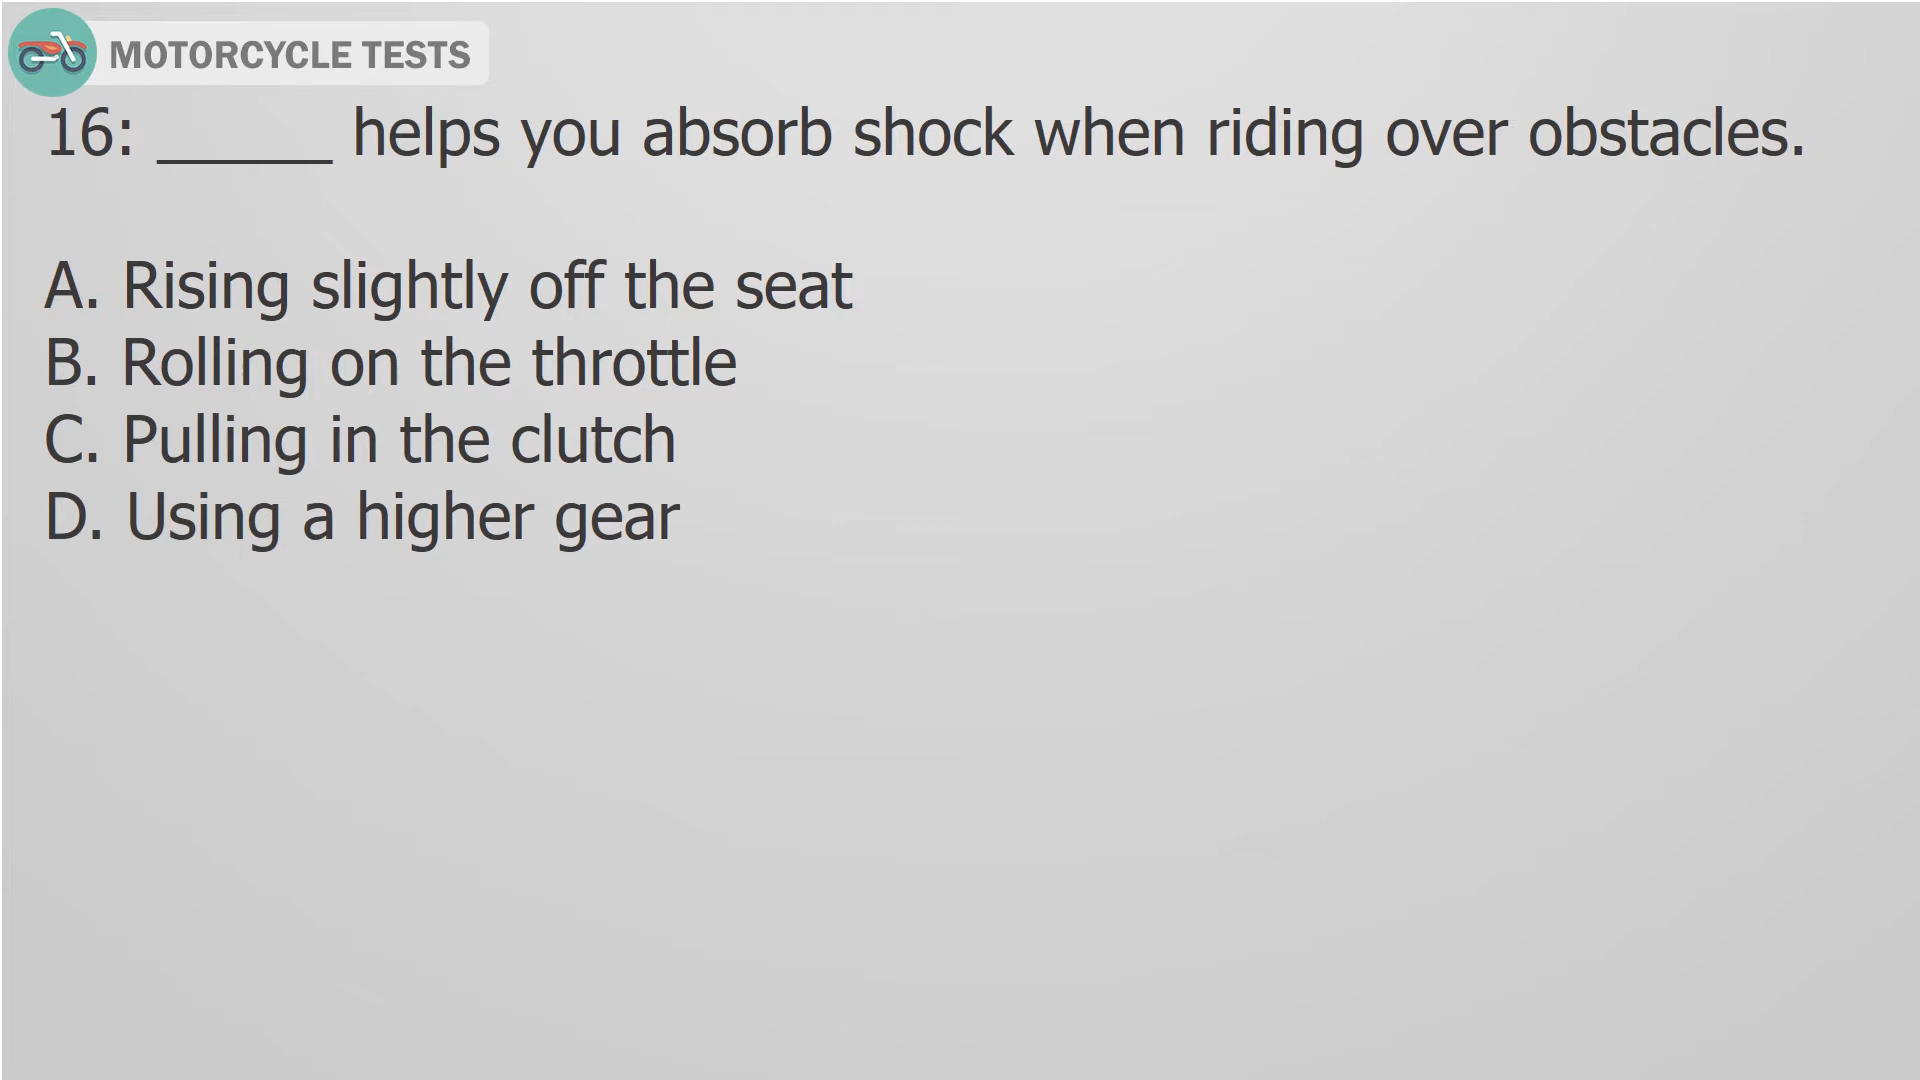 MOTORCYCLE TESTS
16: _____ helps you absorb shock when riding over obstacles.
A. Rising slightly off the seat
B. Rolling on the throttle
C. Pulling in the clutch
D. Using a higher gear